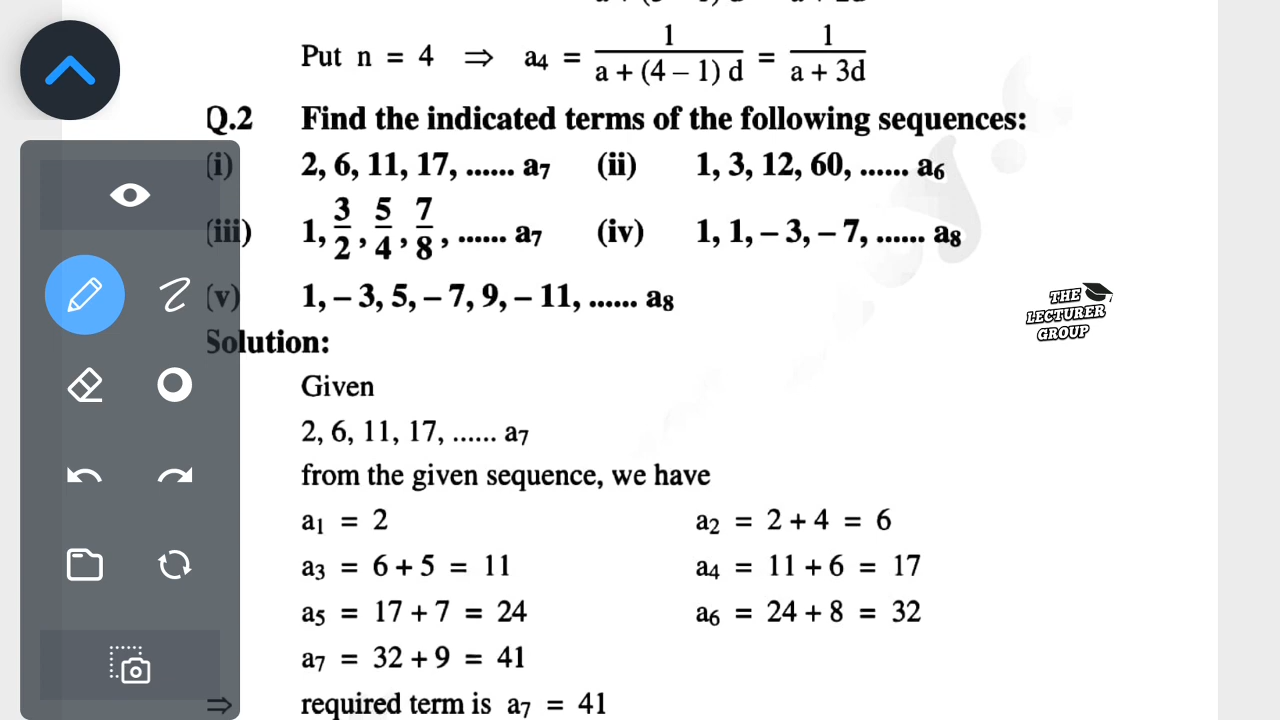 Put n = 4 ⇒ a₄ = 1 / (a + (4 – 1) d) = 1 / (a + 3d)
Q.2 Find the indicated terms of the following sequences:
(i) 2, 6, 11, 17, ...... a₇ (ii) 1, 3, 12, 60, ...... a₆
(iii) 1, 3/2, 5/4, 7/8, ...... a₇ (iv) 1, 1, – 3, – 7, ...... a₈
(v) 1, – 3, 5, – 7, 9, – 11, ...... a₈
THE
LECTURER
GROUP
Solution:
Given
2, 6, 11, 17, ...... a₇
from the given sequence, we have
a₁ = 2 a₂ = 2 + 4 = 6
a₃ = 6 + 5 = 11 a₄ = 11 + 6 = 17
a₅ = 17 + 7 = 24 a₆ = 24 + 8 = 32
a₇ = 32 + 9 = 41
⇒ required term is a₇ = 41